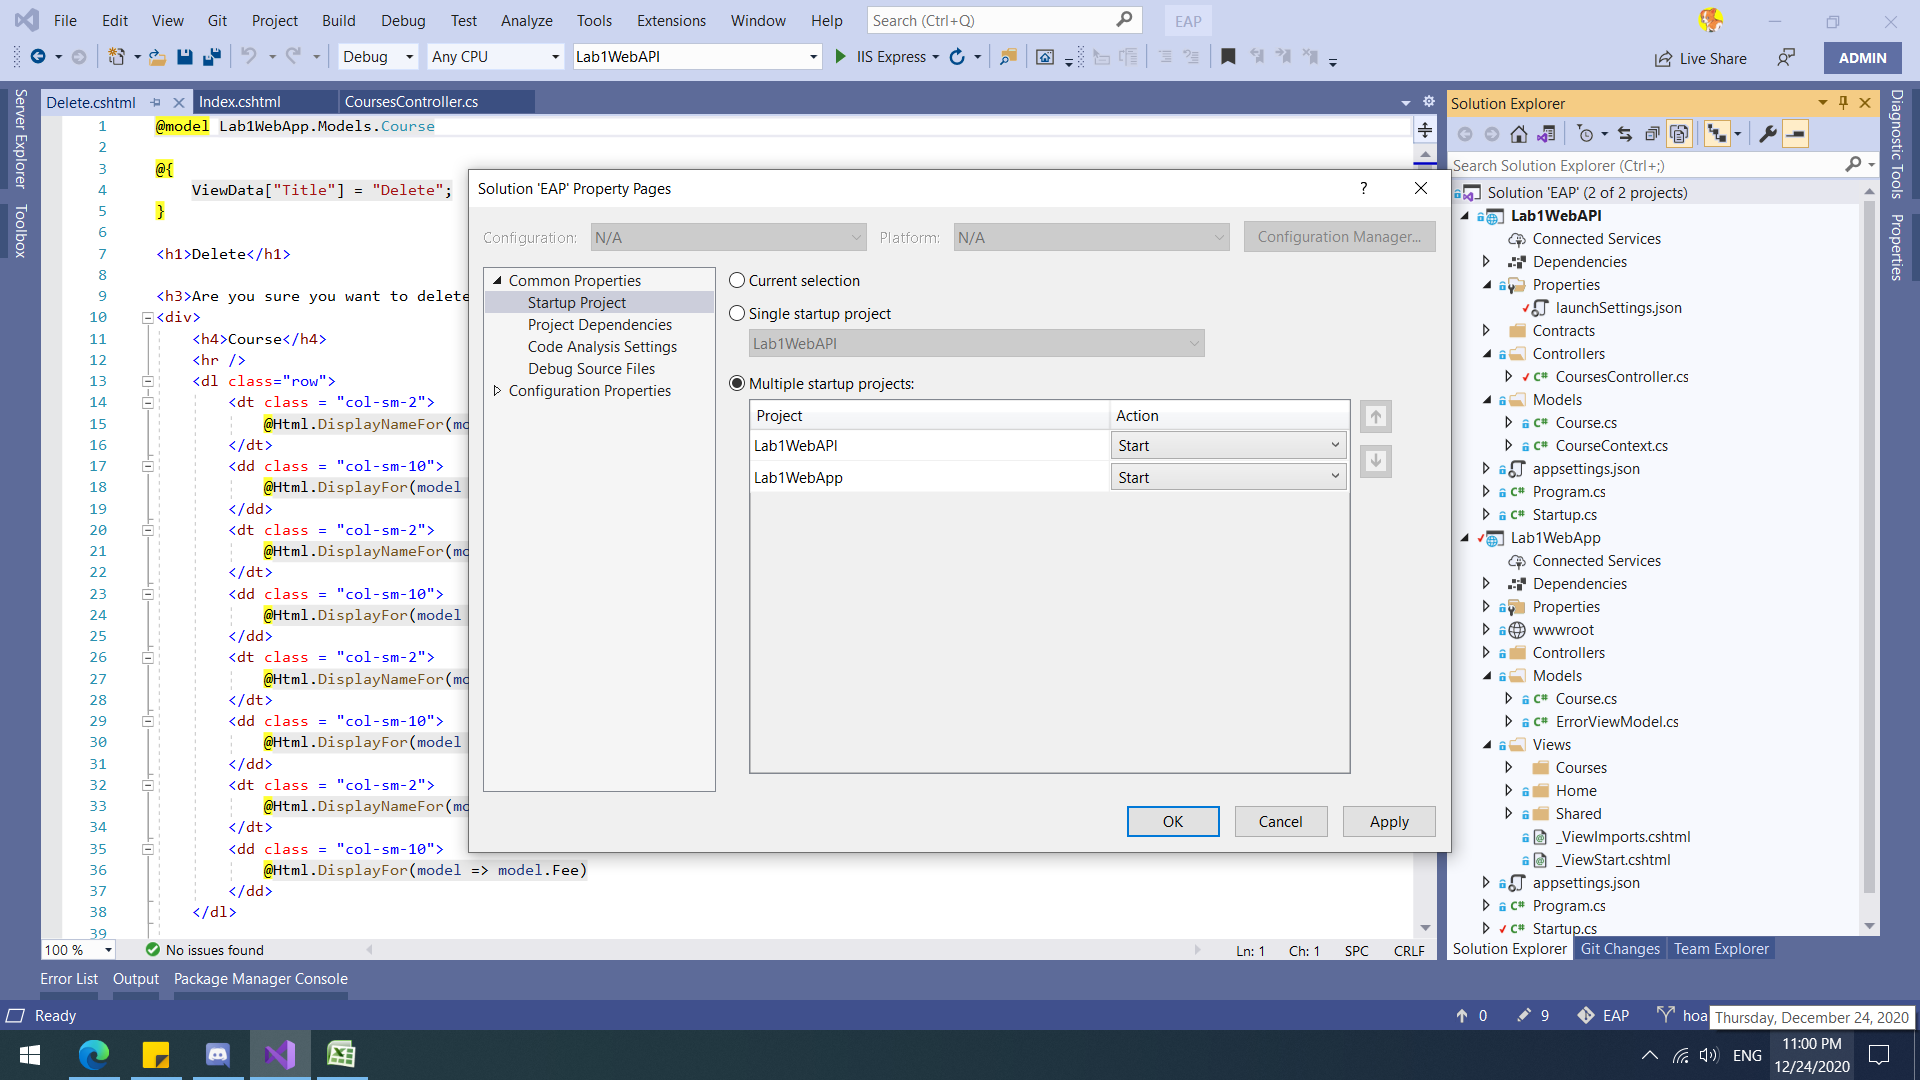 File Edit View Git Project Build Debug Test Analyze Tools Extensions Window Help Search (Ctrl+Q) EAP
Debug Any CPU Lab1WebAPI IIS Express Live Share ADMIN
Server Explorer
Toolbox
Delete.cshtml Index.cshtml CoursesController.cs
1 @model Lab1WebApp.Models.Course
2
3 @{
4 ViewData["Title"] = "Delete";
5 }
6
7 <h1>Delete</h1>
8
9 <h3>Are you sure you want to delete
10 <div>
11 <h4>Course</h4>
12 <hr />
13 <dl class="row">
14 <dt class = "col-sm-2">
15 @Html.DisplayNameFor(mo
16 </dt>
17 <dd class = "col-sm-10">
18 @Html.DisplayFor(model
19 </dd>
20 <dt class = "col-sm-2">
21 @Html.DisplayNameFor(mo
22 </dt>
23 <dd class = "col-sm-10">
24 @Html.DisplayFor(model
25 </dd>
26 <dt class = "col-sm-2">
27 @Html.DisplayNameFor(mo
28 </dt>
29 <dd class = "col-sm-10">
30 @Html.DisplayFor(model
31 </dd>
32 <dt class = "col-sm-2">
33 @Html.DisplayNameFor(mo
34 </dt>
35 <dd class = "col-sm-10">
36 @Html.DisplayFor(model => model.Fee)
37 </dd>
38 </dl>
39
100 % No issues found Ln: 1 Ch: 1 SPC CRLF
Solution 'EAP' Property Pages ?
Configuration: N/A Platform: N/A Configuration Manager...
Common Properties
Startup Project
Project Dependencies
Code Analysis Settings
Debug Source Files
Configuration Properties
Current selection
Single startup project
Lab1WebAPI
Multiple startup projects:
Project Action
Lab1WebAPI Start
Lab1WebApp Start
OK Cancel Apply
Solution Explorer
Search Solution Explorer (Ctrl+;)
Solution 'EAP' (2 of 2 projects)
Lab1WebAPI
Connected Services
Dependencies
Properties
launchSettings.json
Contracts
Controllers
C# CoursesController.cs
Models
C# Course.cs
C# CourseContext.cs
appsettings.json
C# Program.cs
C# Startup.cs
Lab1WebApp
Connected Services
Dependencies
Properties
wwwroot
Controllers
Models
C# Course.cs
C# ErrorViewModel.cs
Views
Courses
Home
Shared
_ViewImports.cshtml
_ViewStart.cshtml
appsettings.json
C# Program.cs
C# Startup.cs
Solution Explorer Git Changes Team Explorer
Diagnostic Tools
Properties
Error List Output Package Manager Console
Ready 0 9 EAP hoa
Thursday, December 24, 2020
ENG 11:00 PM
12/24/2020